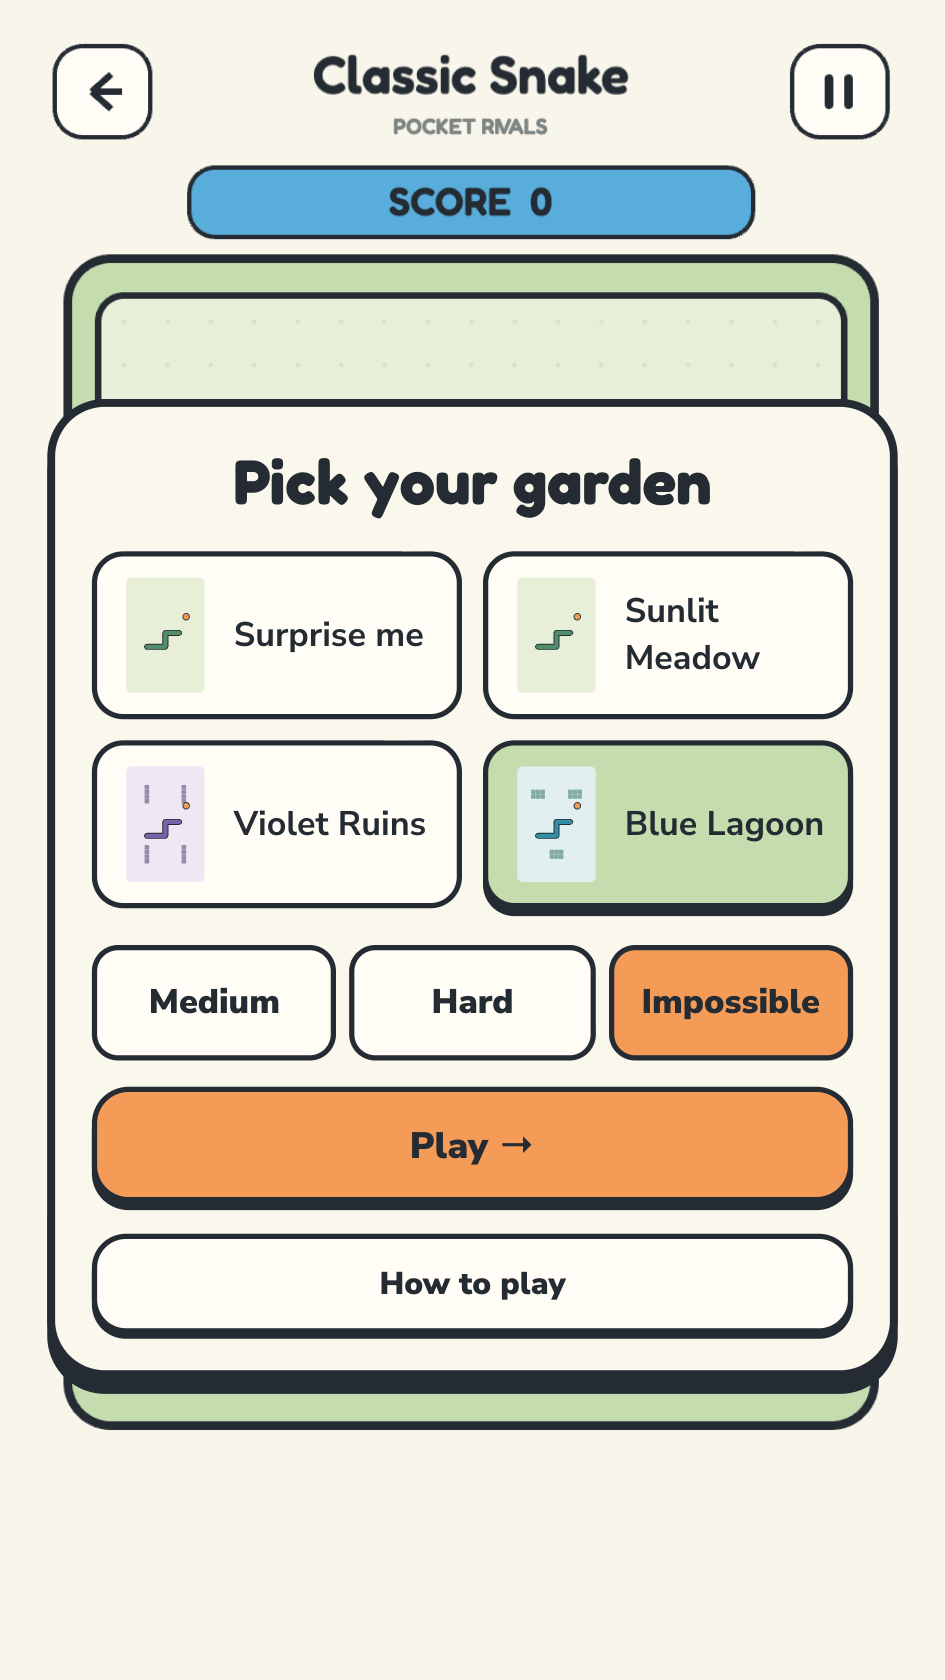 Classic Snake
POCKET RIVALS
SCORE 0
Pick your garden
Surprise me
Sunlit
Meadow
Violet Ruins
Blue Lagoon
Medium
Hard
Impossible
Play →
How to play